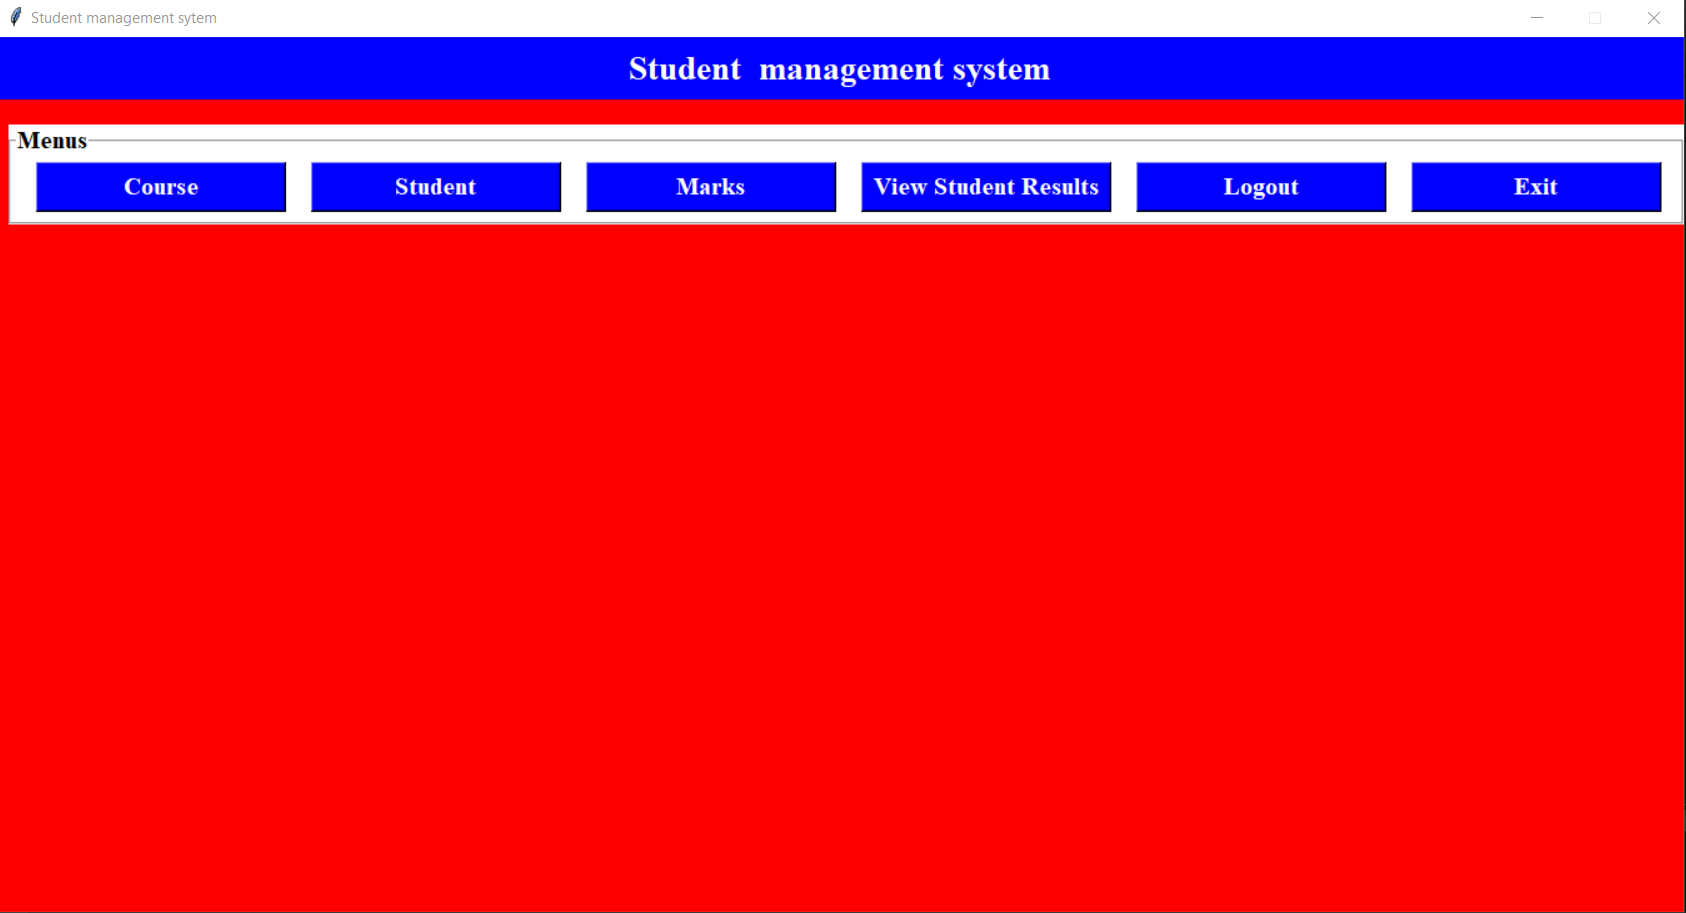 Student management sytem
Student  management system
Menus
Course Student Marks View Student Results Logout Exit